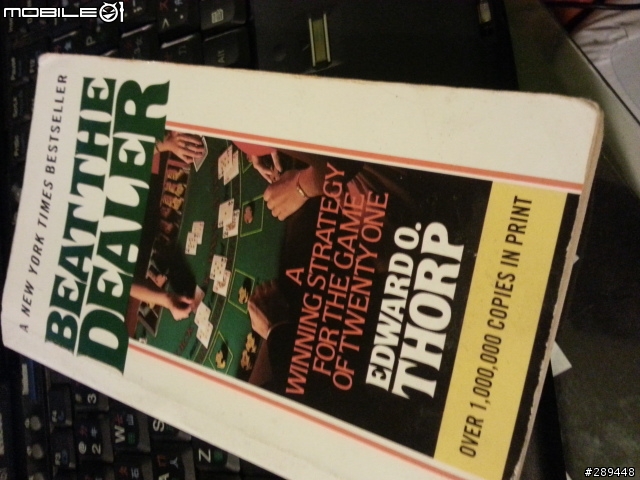 MOBILE01
A NEW YORK TIMES BESTSELLER
BEAT THE
DEALER
A
WINNING STRATEGY
FOR THE GAME
OF TWENTY ONE
EDWARD O.
THORP
OVER 1,000,000 COPIES IN PRINT
#289448